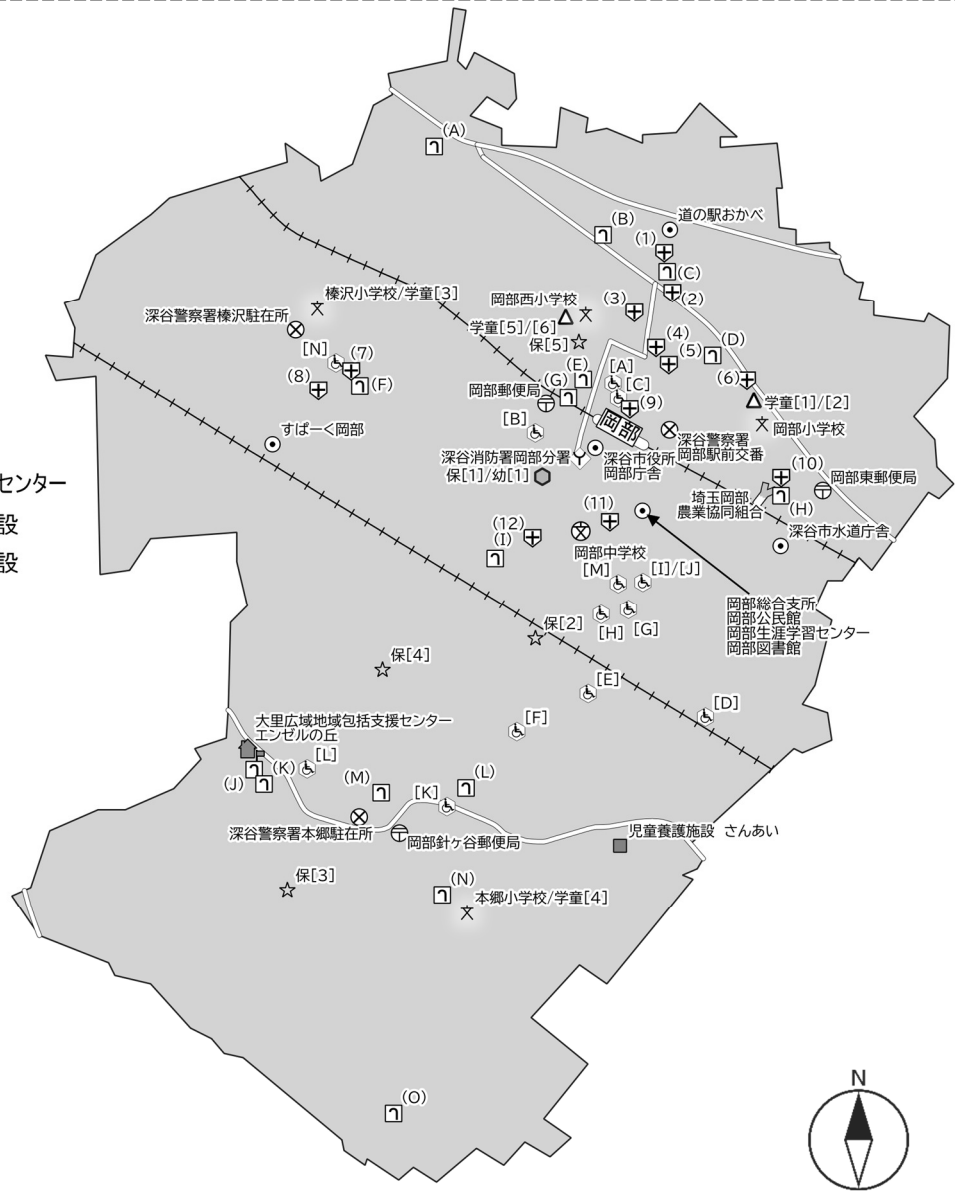 (A)
(B)
道の駅おかべ
(1)
(C)
(2)
榛沢小学校/学童[3]
岡部西小学校
(3)
深谷警察署榛沢駐在所
学童[5]/[6]
保[5]
(4)
(D)
(5)
[N]
(7)
(E)
[A]
(6)
(8)
(F)
岡部郵便局
(G)
[C]
(9)
学童[1]/[2]
[B]
岡部
岡部小学校
すぱーく岡部
深谷警察署
岡部駅前交番
深谷消防署岡部分署
深谷市役所
岡部庁舎
保[1]/幼[1]
(10)
岡部東郵便局
センター
埼玉岡部
農業協同組合
(H)
設
(12)
(11)
深谷市水道庁舎
(I)
岡部中学校
設
[M]
[I]/[J]
岡部総合支所
岡部公民館
岡部生涯学習センター
岡部図書館
保[2]
[H]
[G]
保[4]
[E]
[D]
大里広域地域包括支援センター
エンゼルの丘
[F]
[L]
(K)
(J)
(M)
(L)
[K]
深谷警察署本郷駐在所
岡部針ヶ谷郵便局
児童養護施設 さんあい
保[3]
(N)
本郷小学校/学童[4]
N
(O)